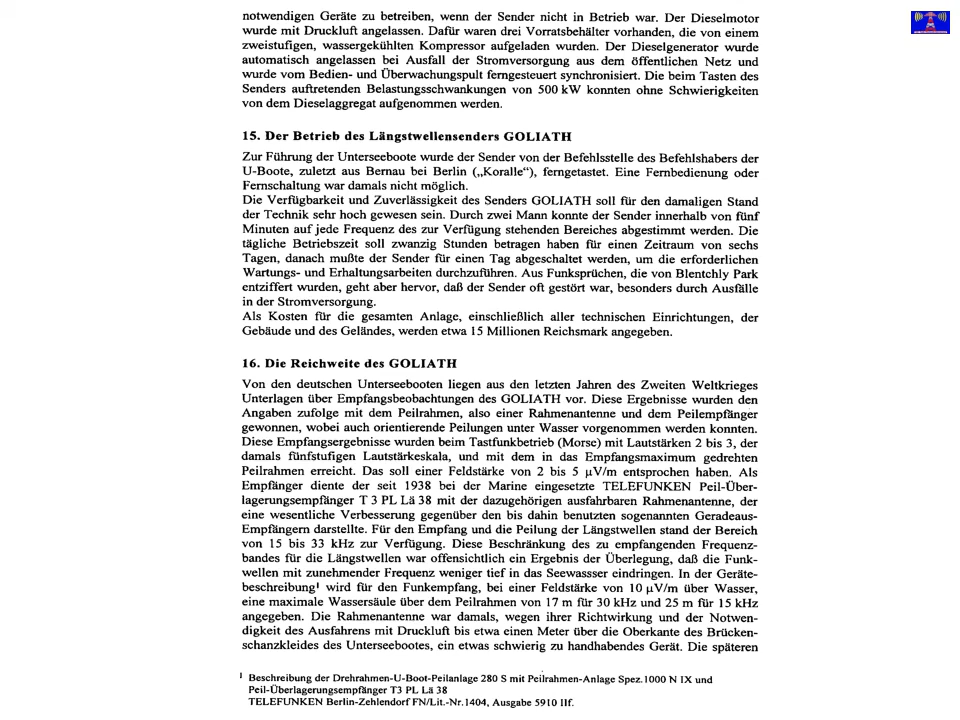 notwendigen Geräte zu betreiben, wenn der Sender nicht in Betrieb war. Der Dieselmotor
wurde mit Druckluft angelassen. Dafür waren drei Vorratsbehälter vorhanden, die von einem
zweistufigen, wassergekühlten Kompressor aufgeladen wurden. Der Dieselgenerator wurde
automatisch angelassen bei Ausfall der Stromversorgung aus dem öffentlichen Netz und
wurde vom Bedien- und Überwachungspult ferngesteuert synchronisiert. Die beim Tasten des
Senders auftretenden Belastungsschwankungen von 500 kW konnten ohne Schwierigkeiten
von dem Dieselaggregat aufgenommen werden.
15. Der Betrieb des Längstwellensenders GOLIATH
Zur Führung der Unterseeboote wurde der Sender von der Befehlsstelle des Befehlshabers der
U-Boote, zuletzt aus Bernau bei Berlin („Koralle“), ferngetastet. Eine Fernbedienung oder
Fernschaltung war damals nicht möglich.
Die Verfügbarkeit und Zuverlässigkeit des Senders GOLIATH soll für den damaligen Stand
der Technik sehr hoch gewesen sein. Durch zwei Mann konnte der Sender innerhalb von fünf
Minuten auf jede Frequenz des zur Verfügung stehenden Bereiches abgestimmt werden. Die
tägliche Betriebszeit soll zwanzig Stunden betragen haben für einen Zeitraum von sechs
Tagen, danach mußte der Sender für einen Tag abgeschaltet werden, um die erforderlichen
Wartungs- und Erhaltungsarbeiten durchzuführen. Aus Funksprüchen, die von Blentchly Park
entziffert wurden, geht aber hervor, daß der Sender oft gestört war, besonders durch Ausfälle
in der Stromversorgung.
Als Kosten für die gesamten Anlage, einschließlich aller technischen Einrichtungen, der
Gebäude und des Geländes, werden etwa 15 Millionen Reichsmark angegeben.
16. Die Reichweite des GOLIATH
Von den deutschen Unterseebooten liegen aus den letzten Jahren des Zweiten Weltkrieges
Unterlagen über Empfangsbeobachtungen des GOLIATH vor. Diese Ergebnisse wurden den
Angaben zufolge mit dem Peilrahmen, also einer Rahmenantenne und dem Peilempfänger
gewonnen, wobei auch orientierende Peilungen unter Wasser vorgenommen werden konnten.
Diese Empfangsergebnisse wurden beim Tastfunkbetrieb (Morse) mit Lautstärken 2 bis 3, der
damals fünfstufigen Lautstärkeskala, und mit dem in das Empfangsmaximum gedrehten
Peilrahmen erreicht. Das soll einer Feldstärke von 2 bis 5 µV/m entsprochen haben. Als
Empfänger diente der seit 1938 bei der Marine eingesetzte TELEFUNKEN Peil-Über-
lagerungsempfänger T 3 PL Lä 38 mit der dazugehörigen ausfahrbaren Rahmenantenne, der
eine wesentliche Verbesserung gegenüber den bis dahin benutzten sogenannten Geradeaus-
Empfängern darstellte. Für den Empfang und die Peilung der Längstwellen stand der Bereich
von 15 bis 33 kHz zur Verfügung. Diese Beschränkung des zu empfangenden Frequenz-
bandes für die Längstwellen war offensichtlich ein Ergebnis der Überlegung, daß die Funk-
wellen mit zunehmender Frequenz weniger tief in das Seewassser eindringen. In der Geräte-
beschreibung¹ wird für den Funkempfang, bei einer Feldstärke von 10 µV/m über Wasser,
eine maximale Wassersäule über dem Peilrahmen von 17 m für 30 kHz und 25 m für 15 kHz
angegeben. Die Rahmenantenne war damals, wegen ihrer Richtwirkung und der Notwen-
digkeit des Ausfahrens mit Druckluft bis etwa einen Meter über die Oberkante des Brücken-
schanzkleides des Unterseebootes, ein etwas schwierig zu handhabendes Gerät. Die späteren
¹ Beschreibung der Drehrahmen-U-Boot-Peilanlage 280 S mit Peilrahmen-Anlage Spez.1000 N IX und
Peil-Überlagerungsempfänger T3 PL Lä 38
TELEFUNKEN Berlin-Zehlendorf FN/Lit.-Nr.1404, Ausgabe 5910 IIf.